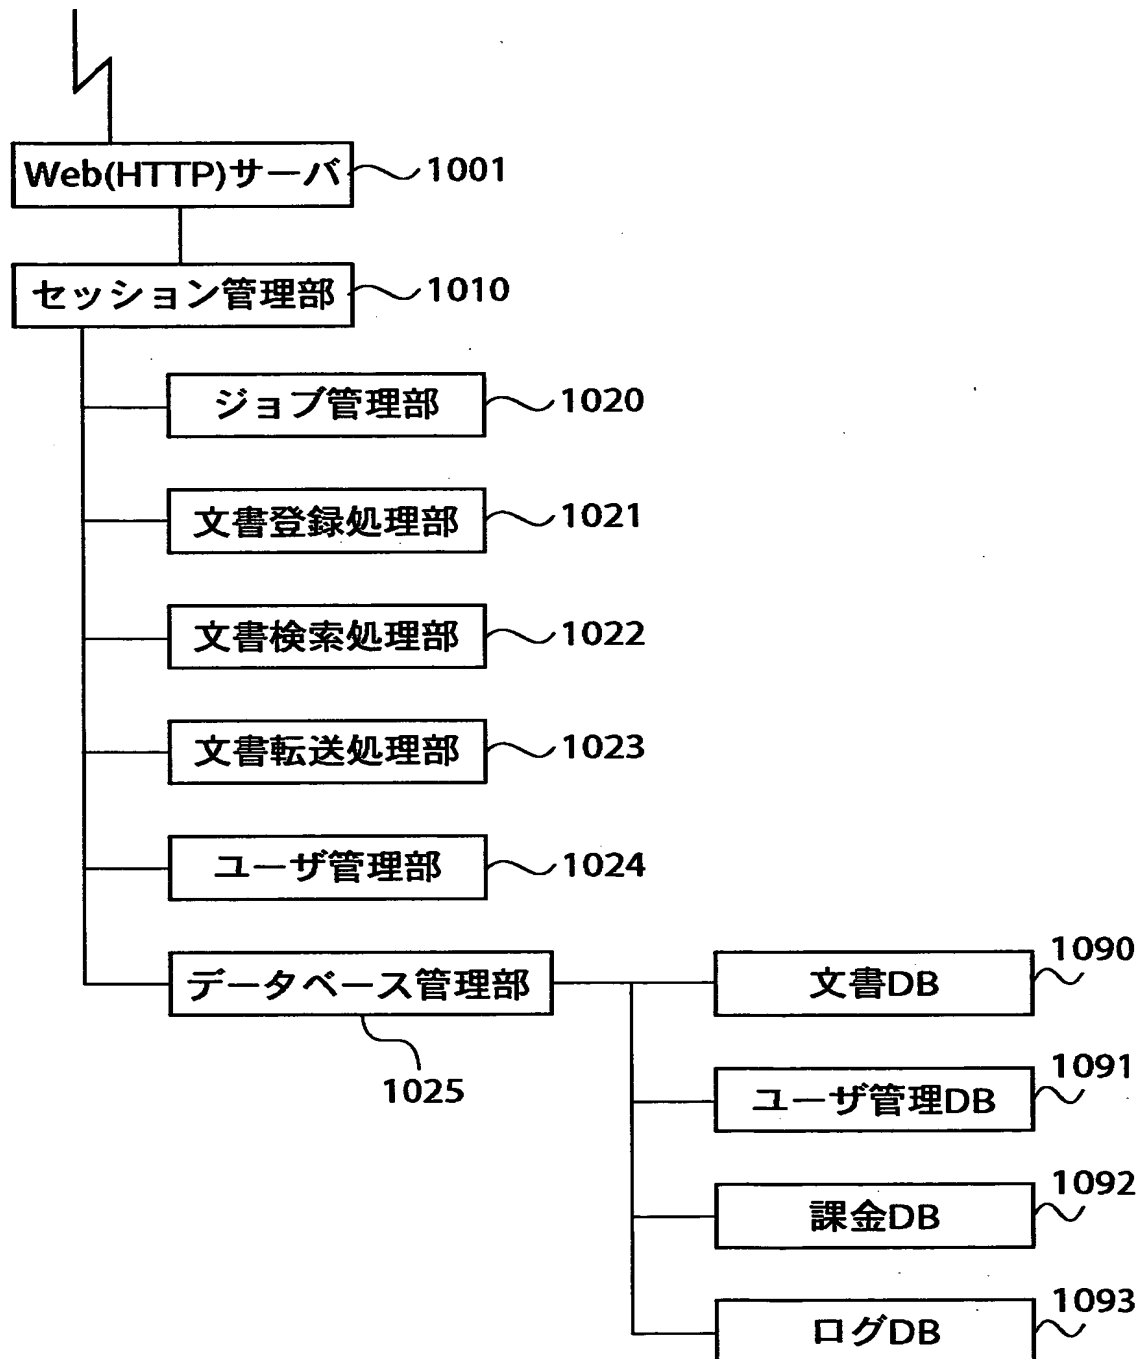 Web(HTTP)サーバ 1001
セッション管理部 1010
ジョブ管理部 1020
文書登録処理部 1021
文書検索処理部 1022
文書転送処理部 1023
ユーザ管理部 1024
データベース管理部
1025
文書DB 1090
ユーザ管理DB 1091
課金DB 1092
ログDB 1093